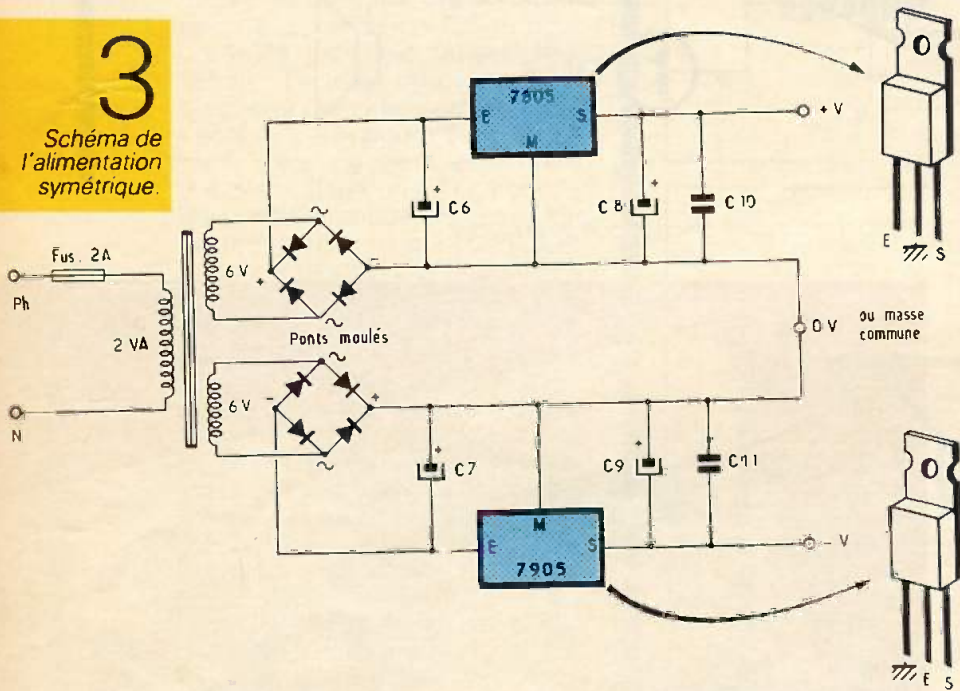 3
Schéma de
l'alimentation
symétrique.
Fus. 2A
Ph
2 VA
N
6 V
~
+
-
~
Ponts moulés
6 V
~
-
+
~
7805
E
M
S
+
C6
+
C8
C10
+ V
0 V
ou masse
commune
+
C7
+
C9
C11
M
E
S
7905
- V
E
S
E
S